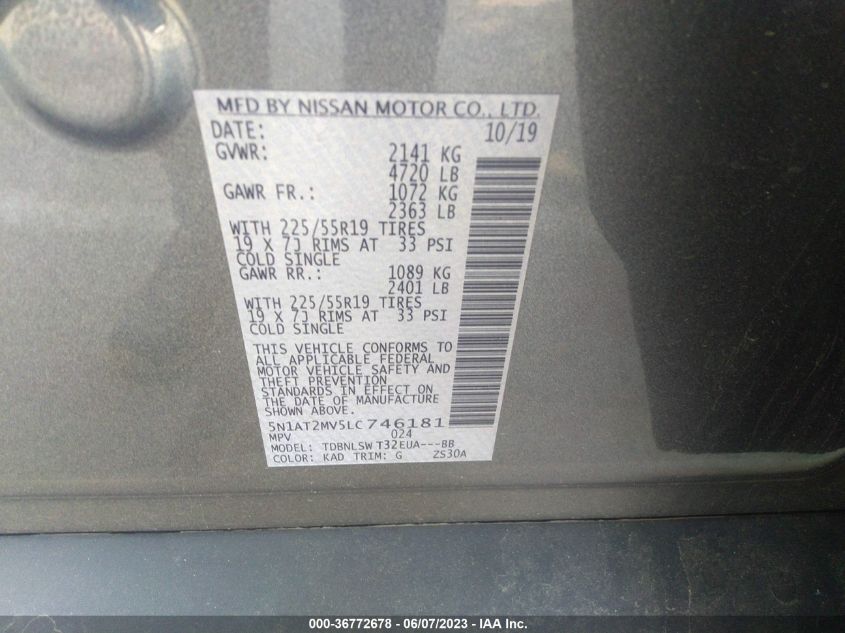 MFD BY NISSAN MOTOR CO., LTD.
DATE: 10/19
GVWR: 2141 KG
4720 LB
GAWR FR.: 1072 KG
2363 LB
WITH 225/55R19 TIRES
19 X 7J RIMS AT 33 PSI
COLD SINGLE
GAWR RR.: 1089 KG
2401 LB
WITH 225/55R19 TIRES
19 X 7J RIMS AT 33 PSI
COLD SINGLE
THIS VEHICLE CONFORMS TO
ALL APPLICABLE FEDERAL
MOTOR VEHICLE SAFETY AND
THEFT PREVENTION
STANDARDS IN EFFECT ON
THE DATE OF MANUFACTURE
SHOWN ABOVE.
5N1AT2MV5LC746181
MPV 024
MODEL: TDBNLSW T32EUA---BB
COLOR: KAD TRIM: G ZS30A
000-36772678 - 06/07/2023 - IAA Inc.